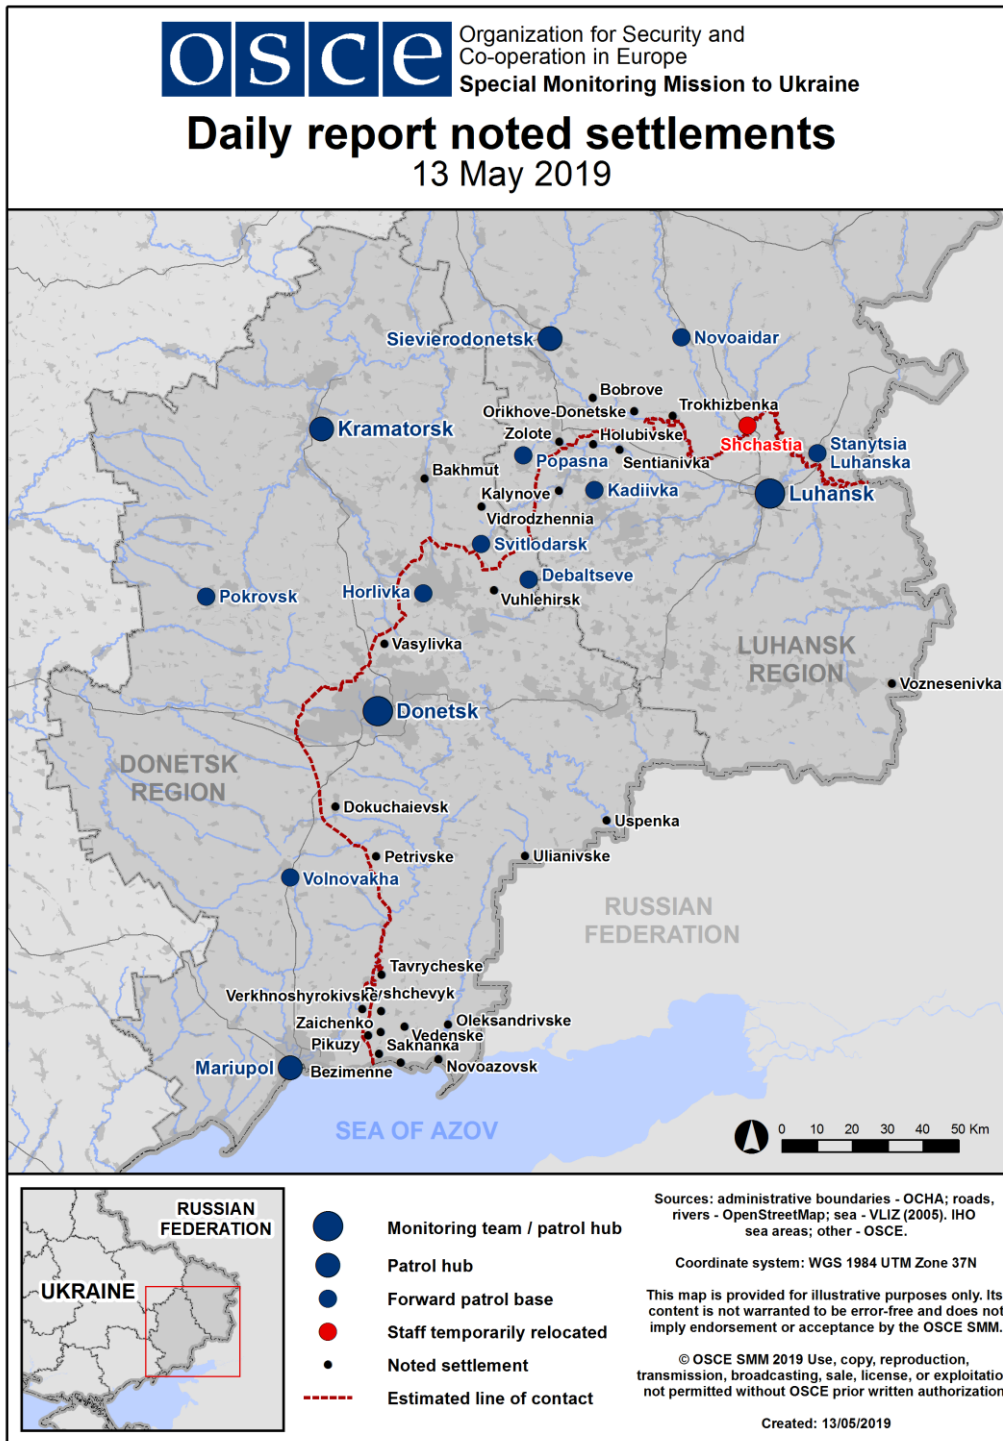 osce
Organization for Security and
Co-operation in Europe
Special Monitoring Mission to Ukraine
Daily report noted settlements
13 May 2019
Sievierodonetsk
Novoaidar
Bobrove
Orikhove-Donetske
Trokhizbenka
Kramatorsk
Zolote
Holubivske
Shchastia
Stanytsia
Luhanska
Sentianivka
Popasna
Bakhmut
Kalynove
Kadiivka
Luhansk
Vidrodzhennia
Svitlodarsk
Debaltseve
Pokrovsk
Horlivka
Vuhlehirsk
Vasylivka
LUHANSK
REGION
Voznesenivka
Donetsk
DONETSK
REGION
Dokuchaievsk
Uspenka
Petrivske
Ulianivske
Volnovakha
RUSSIAN
FEDERATION
Tavrycheske
Pyshchevyk
Verkhnoshyrokivske
Zaichenko
Oleksandrivske
Vedenske
Pikuzy
Sakhanka
Mariupol
Bezimenne
Novoazovsk
SEA OF AZOV
0 10 20 30 40 50 Km
RUSSIAN
FEDERATION
UKRAINE
Monitoring team / patrol hub
Patrol hub
Forward patrol base
Staff temporarily relocated
Noted settlement
Estimated line of contact
Sources: administrative boundaries - OCHA; roads,
rivers - OpenStreetMap; sea - VLIZ (2005). IHO
sea areas; other - OSCE.
Coordinate system: WGS 1984 UTM Zone 37N
This map is provided for illustrative purposes only. Its
content is not warranted to be error-free and does not
imply endorsement or acceptance by the OSCE SMM.
© OSCE SMM 2019 Use, copy, reproduction,
transmission, broadcasting, sale, license, or exploitatio
not permitted without OSCE prior written authorization
Created: 13/05/2019